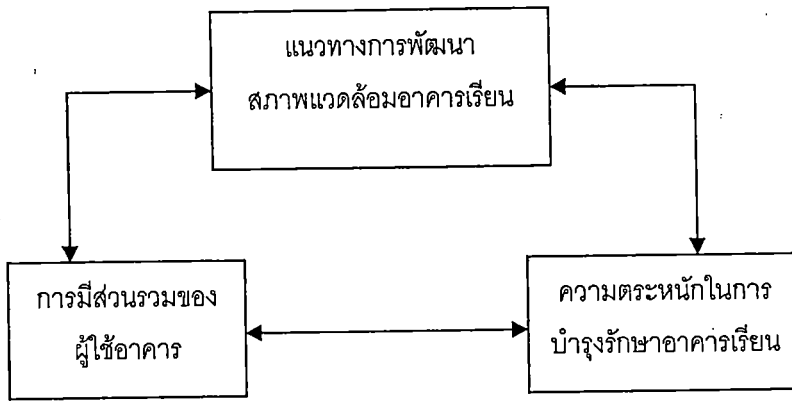 แนวทางการพัฒนา
สภาพแวดล้อมอาคารเรียน
การมีส่วนรวมของ
ผู้ใช้อาคาร
ความตระหนักในการ
บำรุงรักษาอาคารเรียน